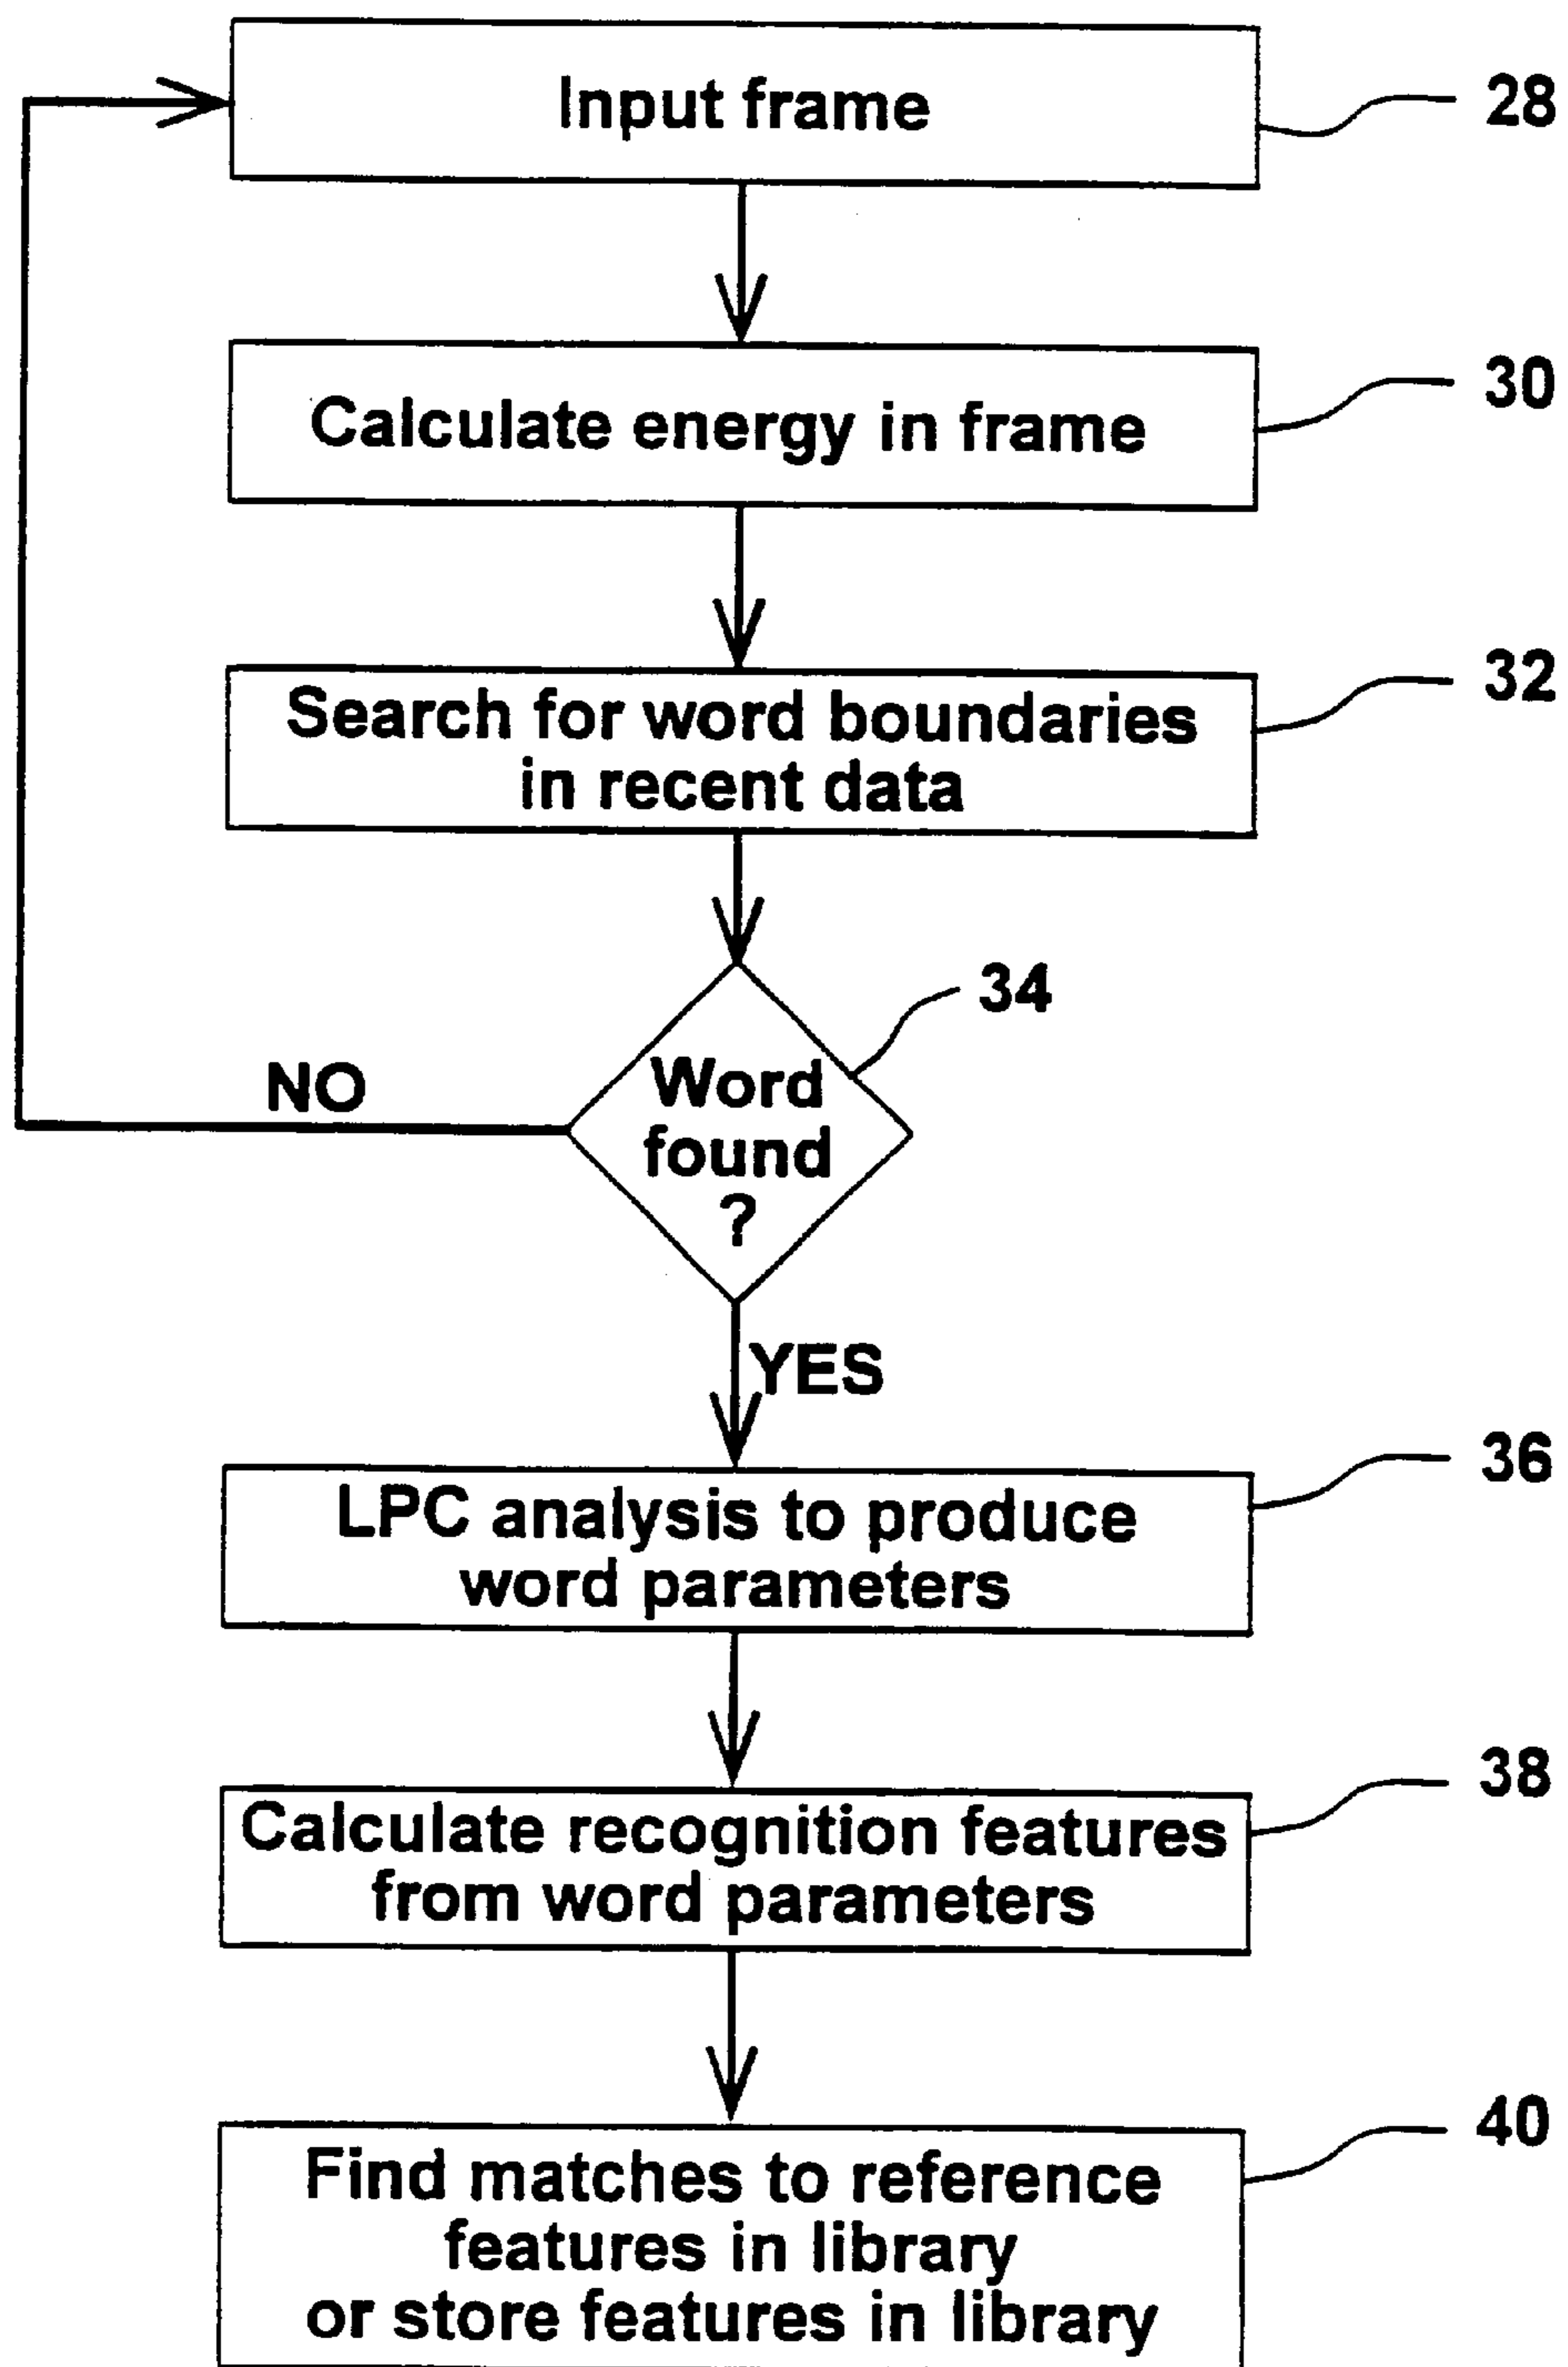 Input frame
28
Calculate energy in frame
30
Search for word boundaries
in recent data
32
34
Word
found
?
NO
YES
LPC analysis to produce
word parameters
36
Calculate recognition features
from word parameters
38
Find matches to reference
features in library
or store features in library
40